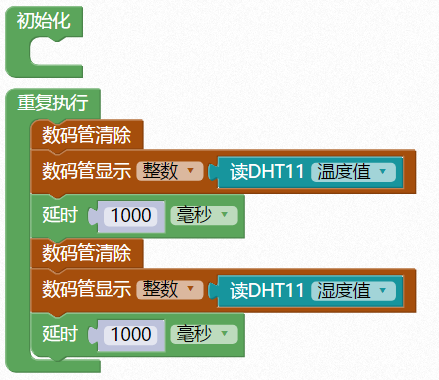 初始化
重复执行
数码管清除
数码管显示 整数 读DHT11 温度值
延时 1000 毫秒
数码管清除
数码管显示 整数 读DHT11 湿度值
延时 1000 毫秒